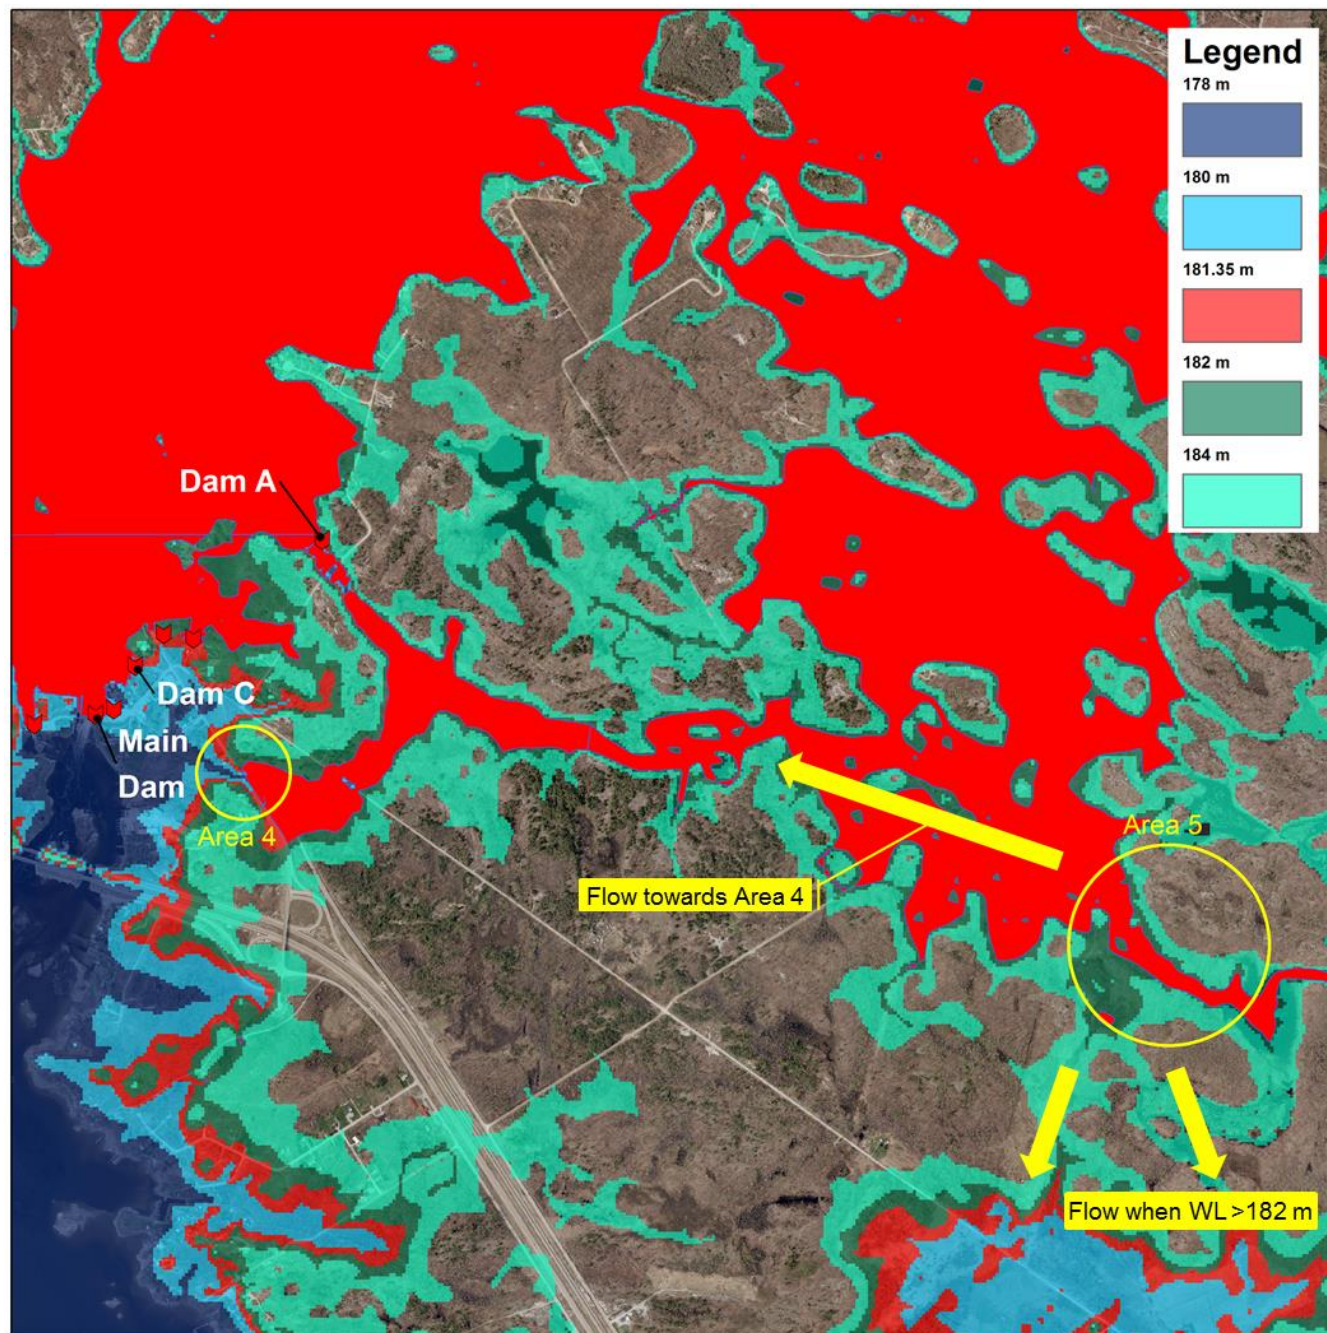 Legend
178 m
180 m
181.35 m
182 m
184 m
Dam A
Dam C
Main
Dam
Area 4
Area 5
Flow towards Area 4
Flow when WL >182 m